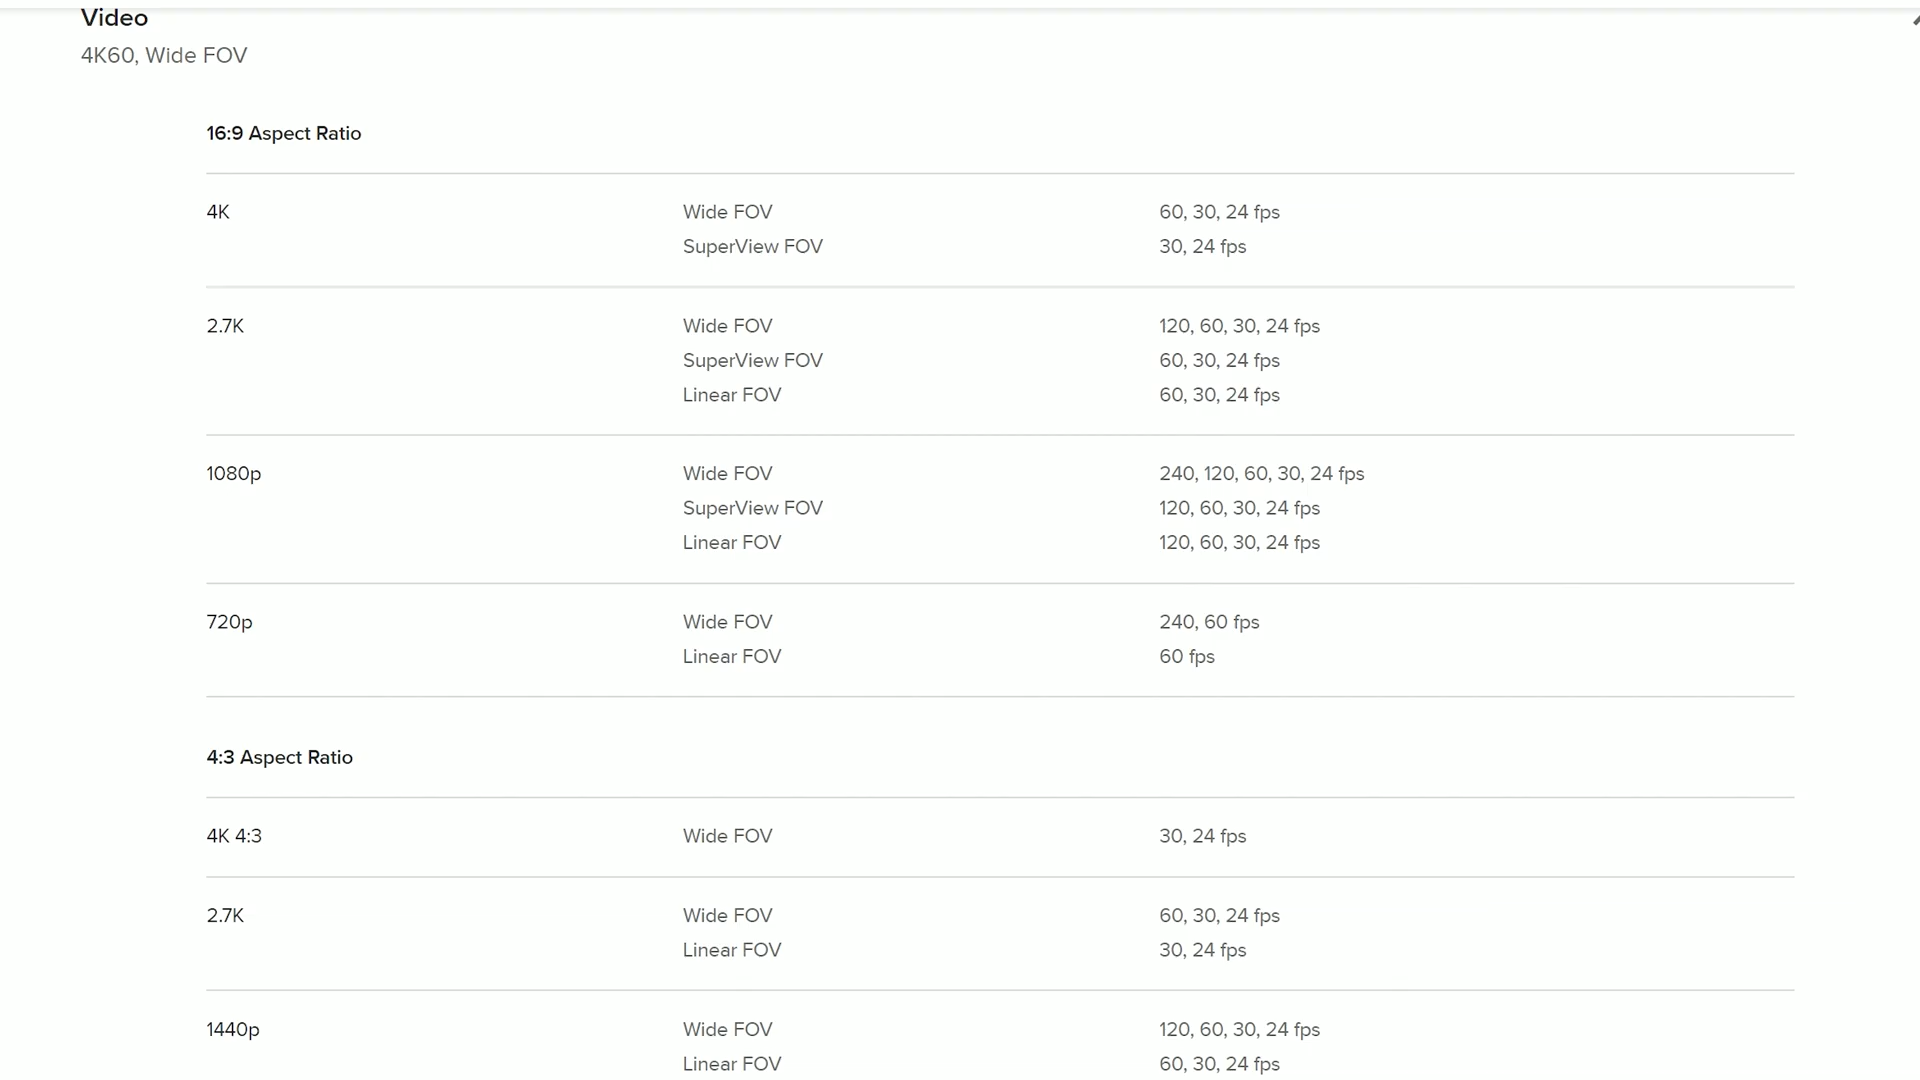 Video
4K60, Wide FOV
16:9 Aspect Ratio
4K Wide FOV 60, 30, 24 fps
SuperView FOV 30, 24 fps
2.7K Wide FOV 120, 60, 30, 24 fps
SuperView FOV 60, 30, 24 fps
Linear FOV 60, 30, 24 fps
1080p Wide FOV 240, 120, 60, 30, 24 fps
SuperView FOV 120, 60, 30, 24 fps
Linear FOV 120, 60, 30, 24 fps
720p Wide FOV 240, 60 fps
Linear FOV 60 fps
4:3 Aspect Ratio
4K 4:3 Wide FOV 30, 24 fps
2.7K Wide FOV 60, 30, 24 fps
Linear FOV 30, 24 fps
1440p Wide FOV 120, 60, 30, 24 fps
Linear FOV 60, 30, 24 fps